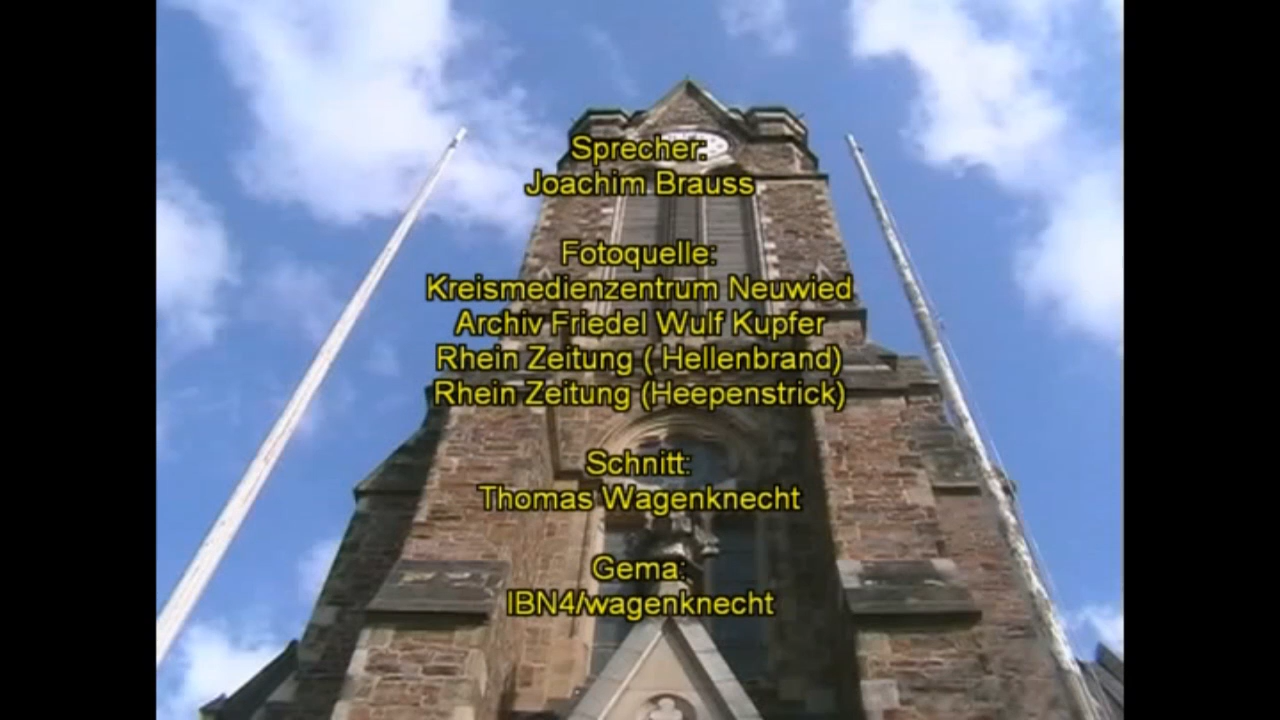 Sprecher:
Joachim Brauss
Fotoquelle:
Kreismedienzentrum Neuwied
Archiv Friedel Wulf Kupfer
Rhein Zeitung ( Hellenbrand)
Rhein Zeitung (Heepenstrick)
Schnitt:
Thomas Wagenknecht
Gema:
IBN4/wagenknecht